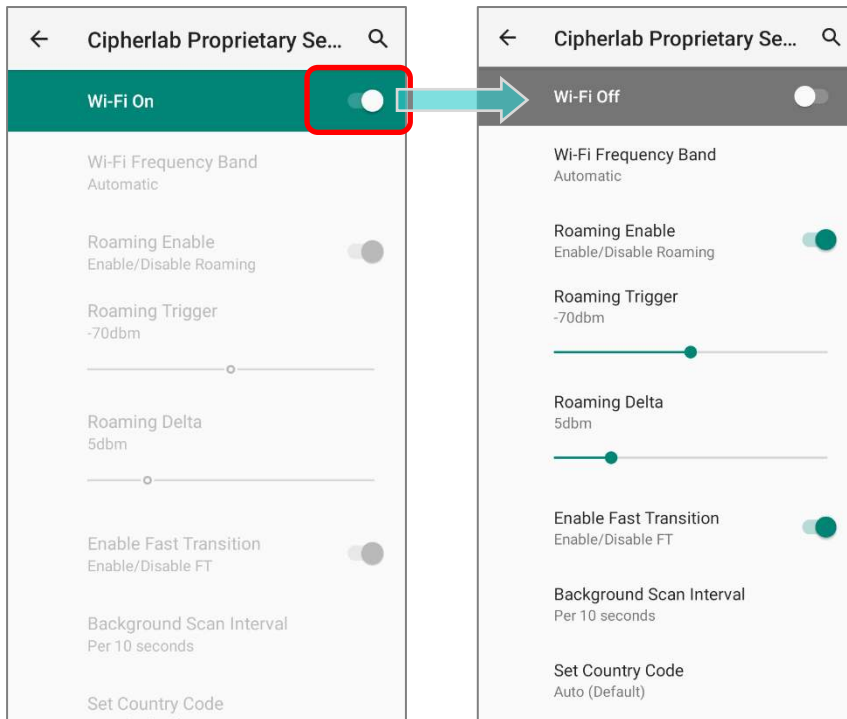 Cipherlab Proprietary Se...
Wi-Fi On
Wi-Fi Frequency Band
Automatic
Roaming Enable
Enable/Disable Roaming
Roaming Trigger
-70dbm
Roaming Delta
5dbm
Enable Fast Transition
Enable/Disable FT
Background Scan Interval
Per 10 seconds
Set Country Code
Cipherlab Proprietary Se...
Wi-Fi Off
Wi-Fi Frequency Band
Automatic
Roaming Enable
Enable/Disable Roaming
Roaming Trigger
-70dbm
Roaming Delta
5dbm
Enable Fast Transition
Enable/Disable FT
Background Scan Interval
Per 10 seconds
Set Country Code
Auto (Default)